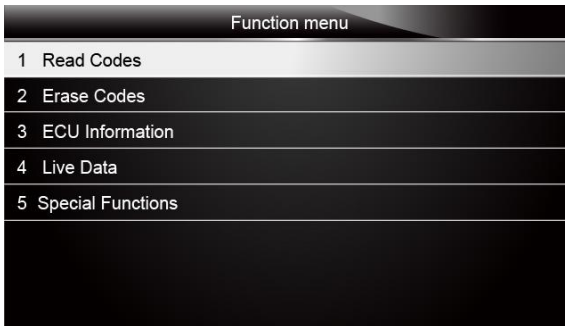 Function menu
1 Read Codes
2 Erase Codes
3 ECU Information
4 Live Data
5 Special Functions